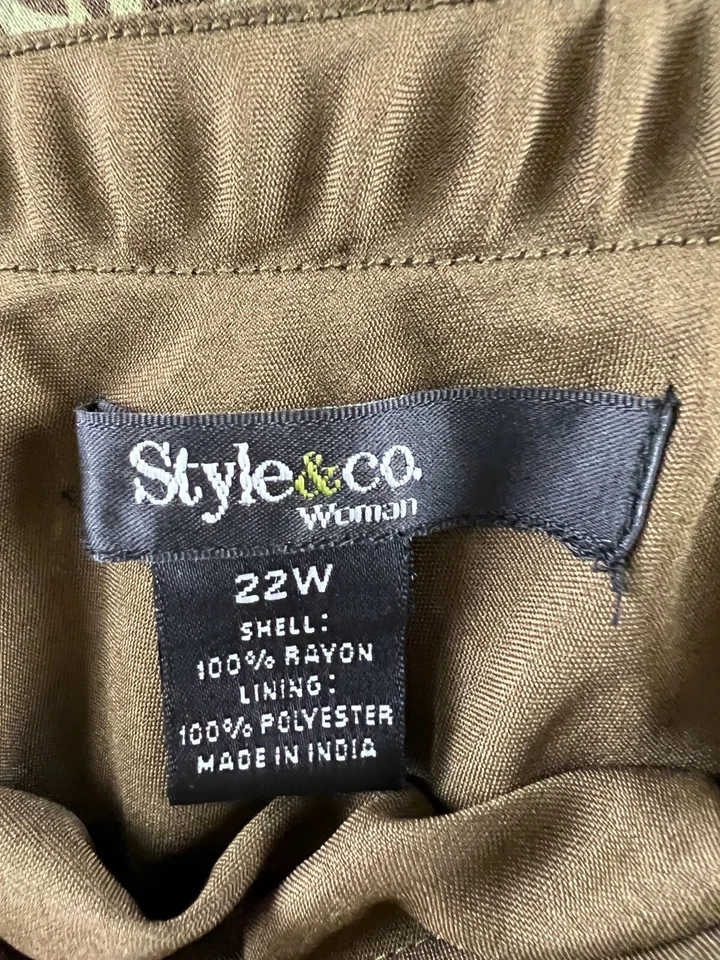 Style&co.
Woman
22W
SHELL:
100% RAYON
LINING:
100% POLYESTER
MADE IN INDIA